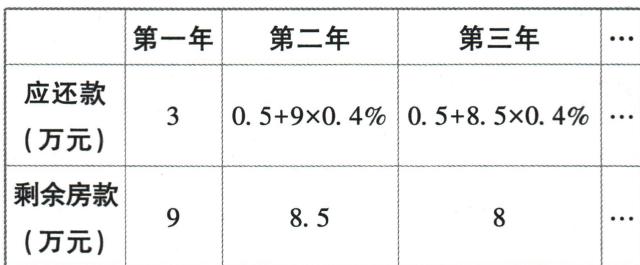 第一年 第二年 第三年 …
应还款
(万元) 3 0.5+9×0.4% 0.5+8.5×0.4% …
剩余房款
(万元) 9 8.5 8 …